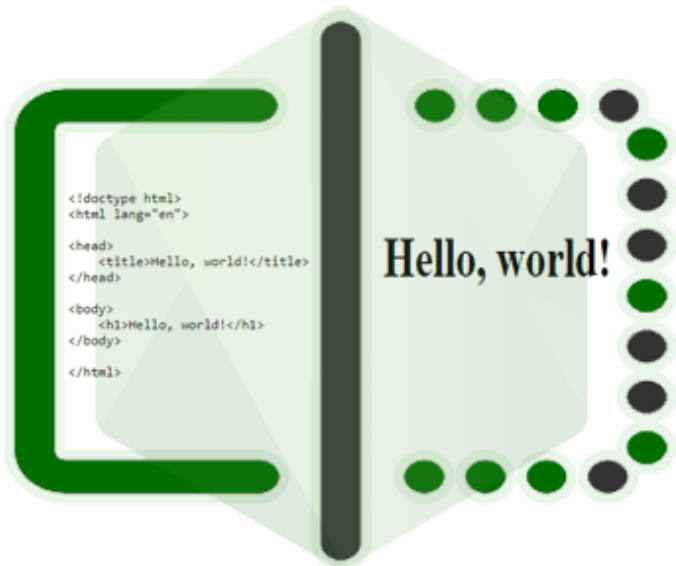 <!doctype html>
<html lang="en">
<head>
<title>Hello, world!</title>
</head>
<body>
<h1>Hello, world!</h1>
</body>
</html>
Hello, world!